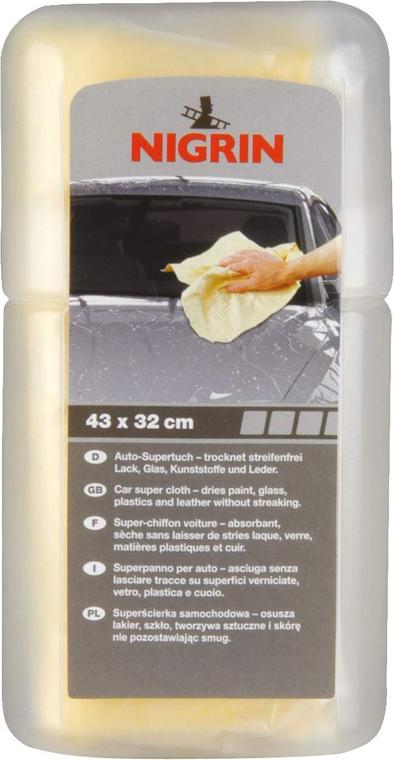 NIGRIN
43 x 32 cm
D Auto-Supertuch – trocknet streifenfrei
Lack, Glas, Kunststoffe und Leder.
GB Car super cloth – dries paint, glass,
plastics and leather without streaking.
F Super-chiffon voiture – absorbant,
sèche sans laisser de stries laque, verre,
matières plastiques et cuir.
I Superpanno per auto – asciuga senza
lasciare tracce su superfici verniciate,
vetro, plastica e cuoio.
PL Superścierka samochodowa – osusza
lakier, szkło, tworzywa sztuczne i skórę
nie pozostawiając smug.